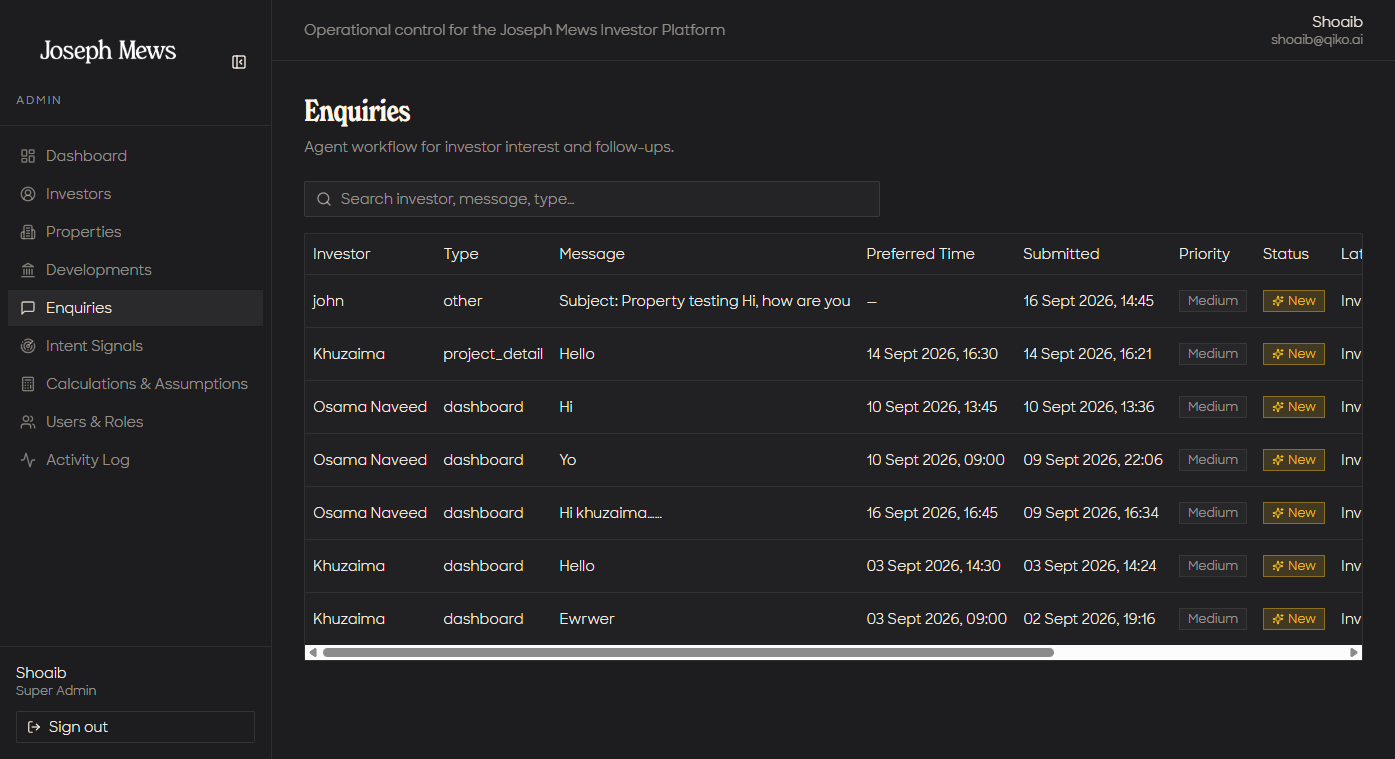 Joseph Mews
ADMIN
Dashboard
Investors
Properties
Developments
Enquiries
Intent Signals
Calculations & Assumptions
Users & Roles
Activity Log
Shoaib
Super Admin
Sign out
Operational control for the Joseph Mews Investor Platform
Shoaib
shoaib@qiko.ai
Enquiries
Agent workflow for investor interest and follow-ups.
Search investor, message, type...
Investor Type Message Preferred Time Submitted Priority Status Lat
john other Subject: Property testing Hi, how are you — 16 Sept 2026, 14:45 Medium New Inv
Khuzaima project_detail Hello 14 Sept 2026, 16:30 14 Sept 2026, 16:21 Medium New Inv
Osama Naveed dashboard Hi 10 Sept 2026, 13:45 10 Sept 2026, 13:36 Medium New Inv
Osama Naveed dashboard Yo 10 Sept 2026, 09:00 09 Sept 2026, 22:06 Medium New Inv
Osama Naveed dashboard Hi khuzaima...... 16 Sept 2026, 16:45 09 Sept 2026, 16:34 Medium New Inv
Khuzaima dashboard Hello 03 Sept 2026, 14:30 03 Sept 2026, 14:24 Medium New Inv
Khuzaima dashboard Ewrwer 03 Sept 2026, 09:00 02 Sept 2026, 19:16 Medium New Inv